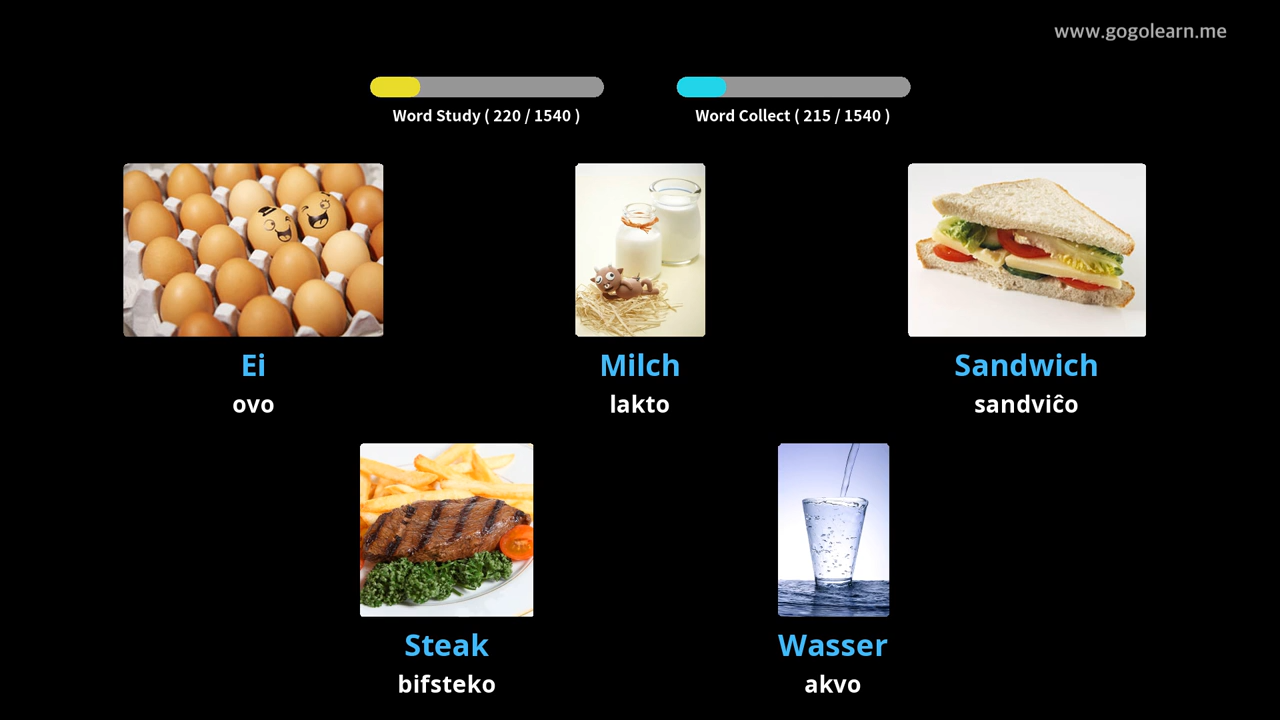 www.gogolearn.me
Word Study ( 220 / 1540 )
Word Collect ( 215 / 1540 )
Ei
ovo
Milch
lakto
Sandwich
sandviĉo
Steak
bifsteko
Wasser
akvo